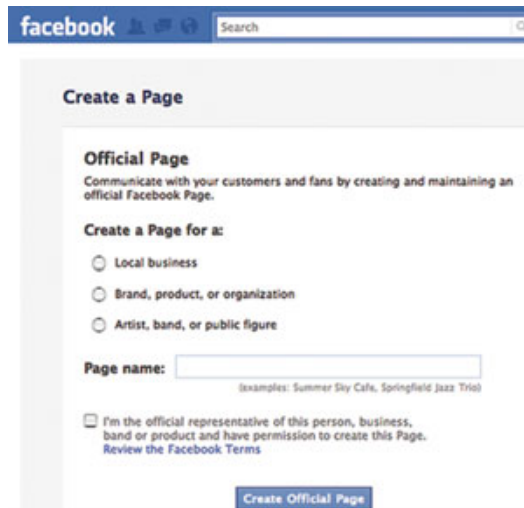 facebook Search
Create a Page
Official Page
Communicate with your customers and fans by creating and maintaining an
official Facebook Page.
Create a Page for a:
Local business
Brand, product, or organization
Artist, band, or public figure
Page name:
(examples: Summer Sky Cafe, Springfield Jazz Trio)
I'm the official representative of this person, business,
band or product and have permission to create this Page.
Review the Facebook Terms
Create Official Page